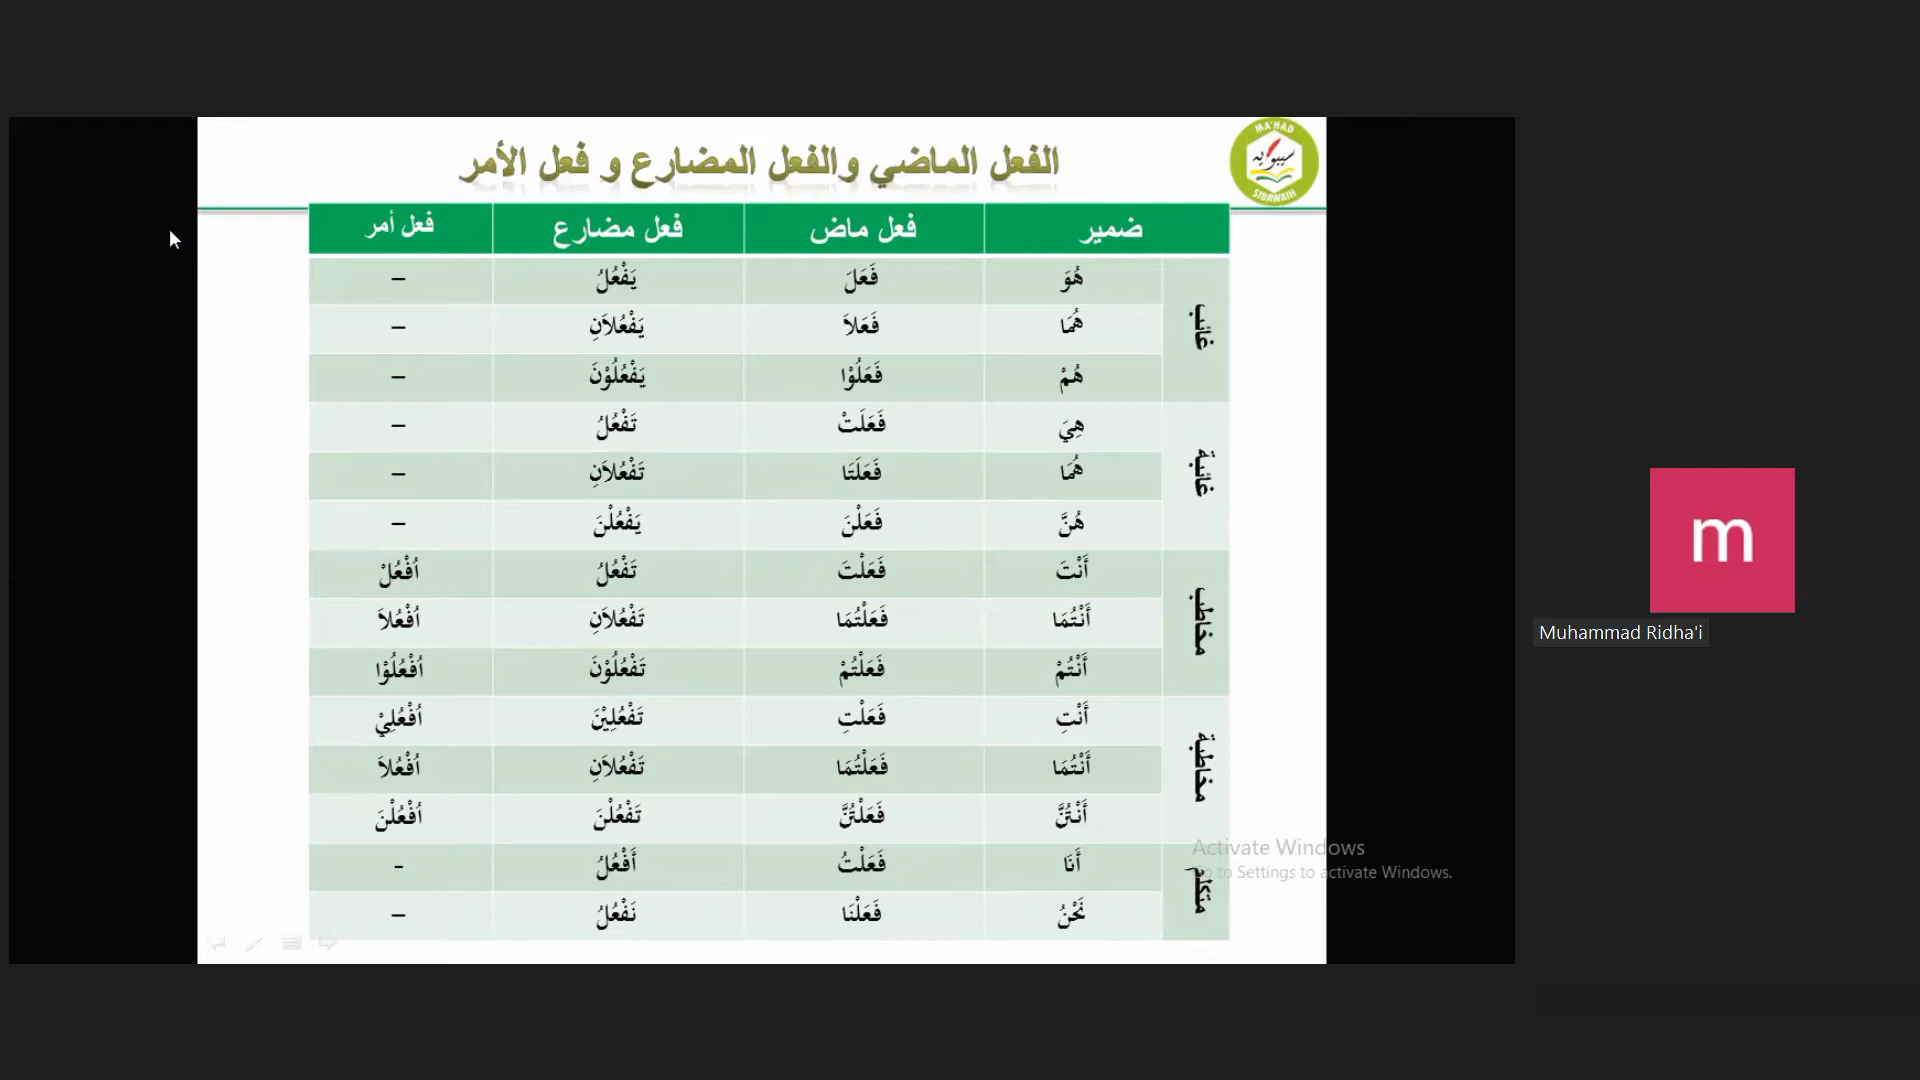 الفعل الماضي والفعل المضارع و فعل الأمر
MA'HAD
سيبويه
SIBAWAIH
ضمير فعل ماض فعل مضارع فعل أمر
غائب
هُوَ فَعَلَ يَفْعُلُ –
هُمَا فَعَلاَ يَفْعُلاَنِ –
هُمْ فَعَلُوْا يَفْعُلُوْنَ –
غائبة
هِيَ فَعَلَتْ تَفْعُلُ –
هُمَا فَعَلَتَا تَفْعُلاَنِ –
هُنَّ فَعَلْنَ يَفْعُلْنَ –
مخاطب
أَنْتَ فَعَلْتَ تَفْعُلُ اُفْعُلْ
أَنْتُمَا فَعَلْتُمَا تَفْعُلاَنِ اُفْعُلاَ
أَنْتُمْ فَعَلْتُمْ تَفْعُلُوْنَ اُفْعُلُوْا
مخاطبة
أَنْتِ فَعَلْتِ تَفْعُلِيْنَ اُفْعُلِيْ
أَنْتُمَا فَعَلْتُمَا تَفْعُلاَنِ اُفْعُلاَ
أَنْتُنَّ فَعَلْتُنَّ تَفْعُلْنَ اُفْعُلْنَ
متكلم
أَنَا فَعَلْتُ أَفْعُلُ -
نَحْنُ فَعَلْنَا نَفْعُلُ –
Activate Windows
Go to Settings to activate Windows.
m
Muhammad Ridha'i